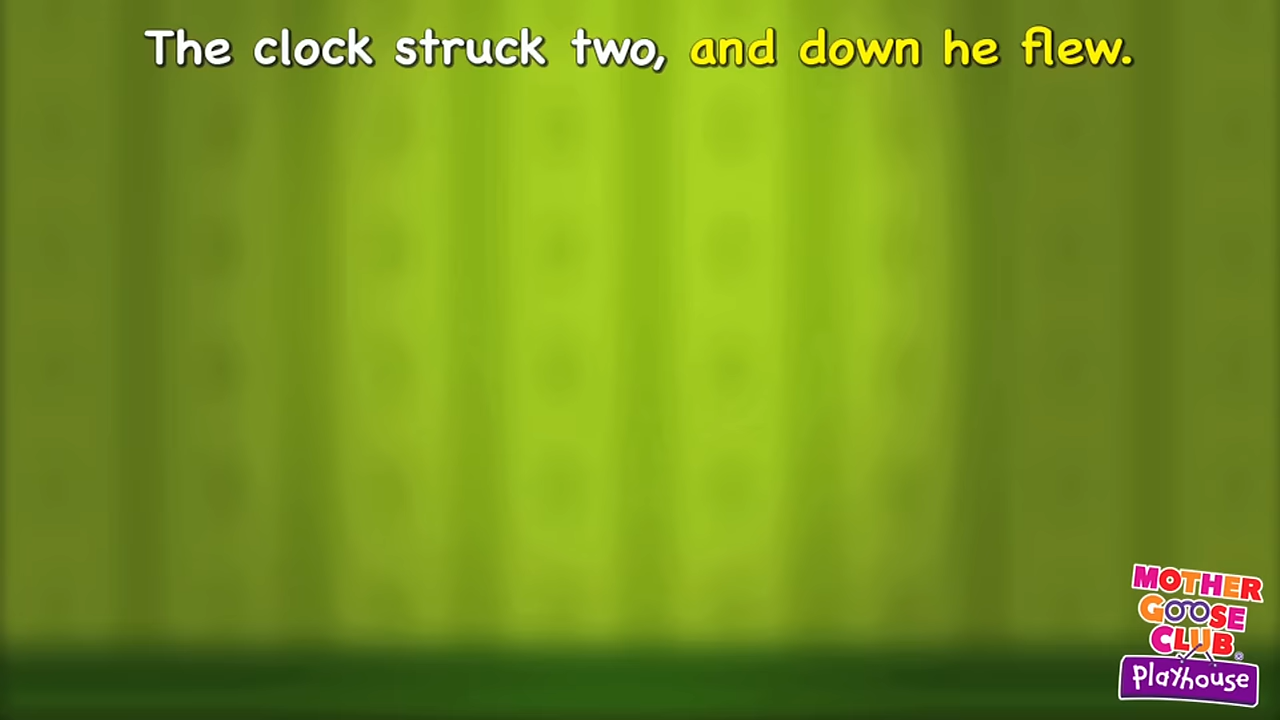 The clock struck two, and down he flew.
MOTHER
GOOSE
CLUB
Playhouse